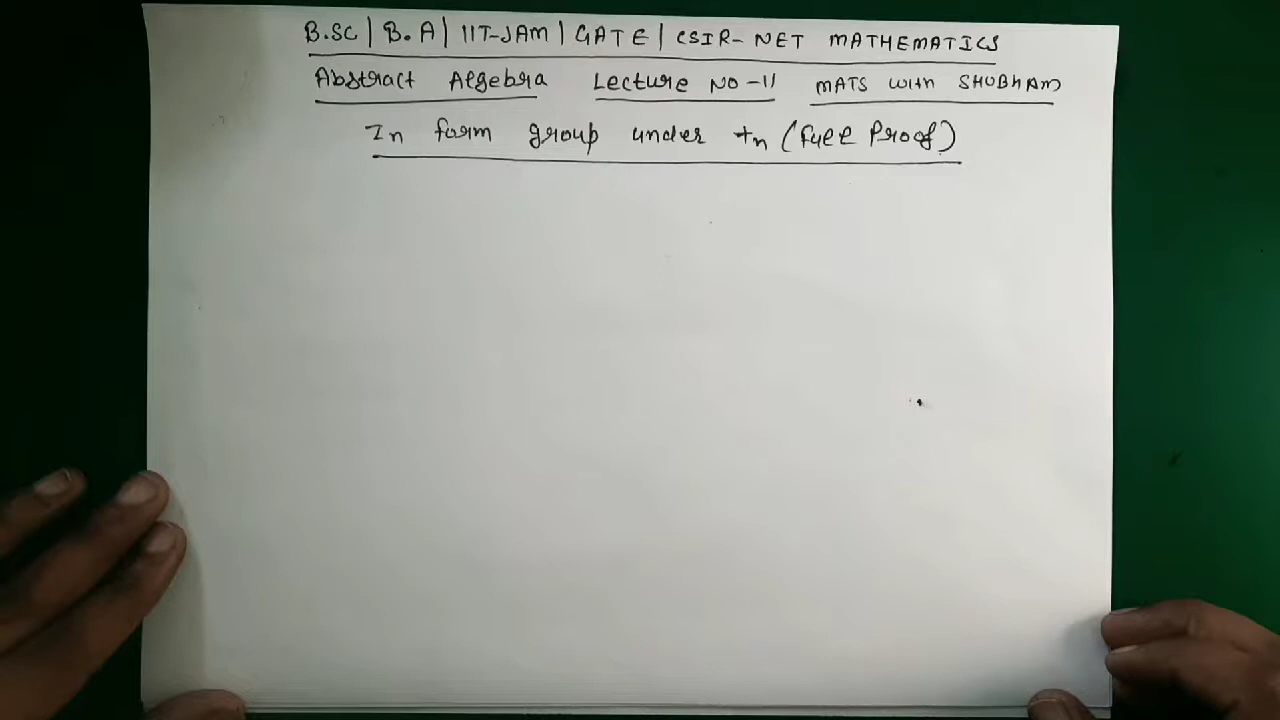 B.SC | B.A | IIT-JAM | GATE | CSIR-NET MATHEMATICS
Abstract Algebra Lecture NO-11 MATS with SHUBHAM
Zn form group under +n (Full Proof)